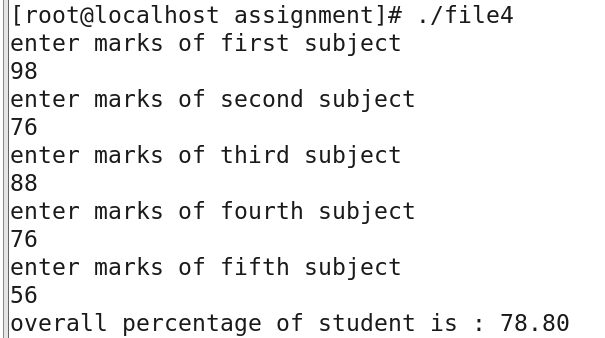 [root@localhost assignment]# ./file4
enter marks of first subject
98
enter marks of second subject
76
enter marks of third subject
88
enter marks of fourth subject
76
enter marks of fifth subject
56
overall percentage of student is : 78.80